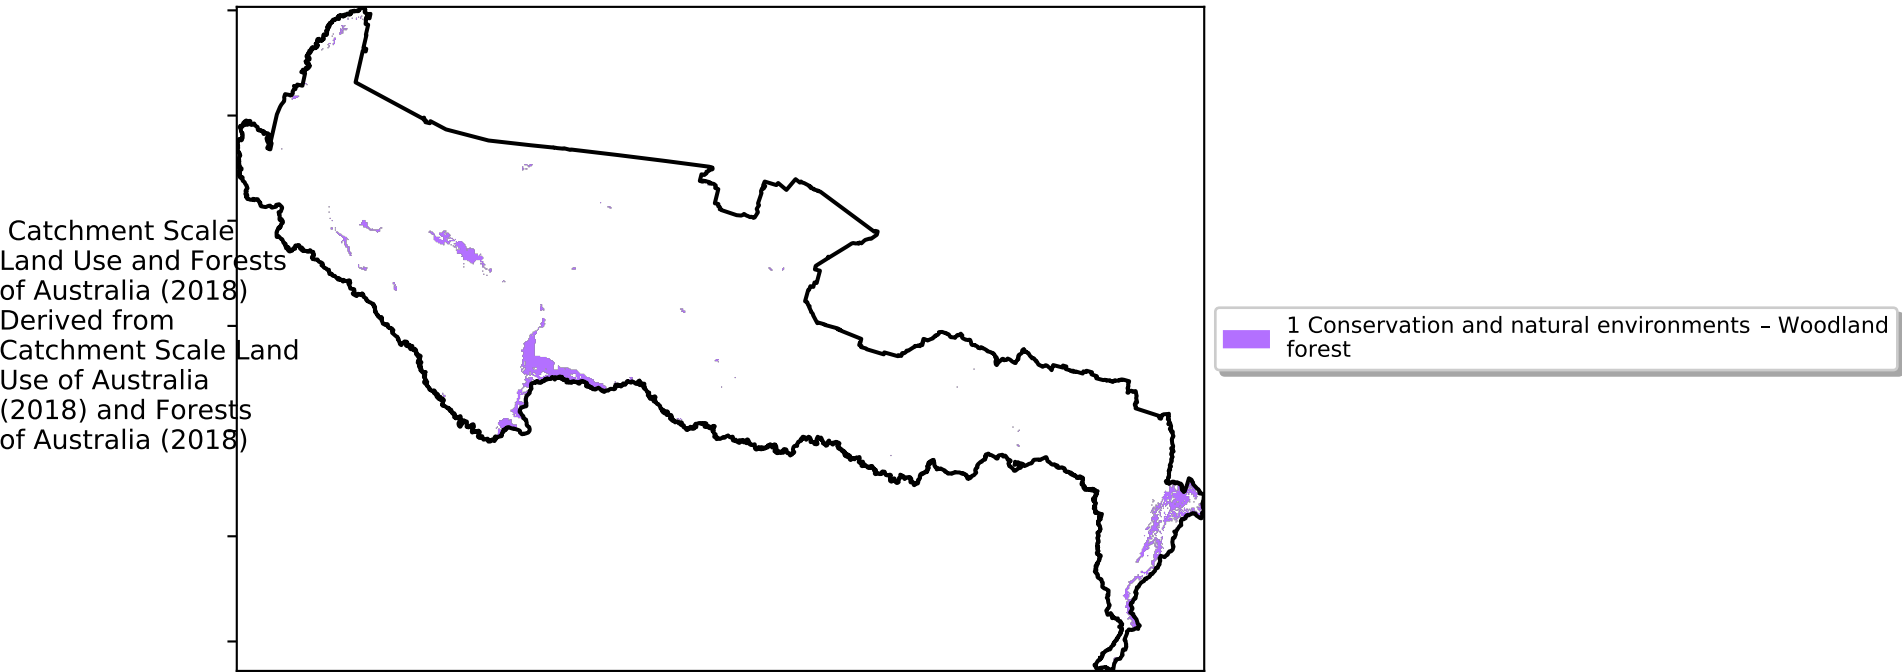 Catchment Scale
Land Use and Forests
of Australia (2018)
Derived from
Catchment Scale Land
Use of Australia
(2018) and Forests
of Australia (2018)
1 Conservation and natural environments – Woodland
forest